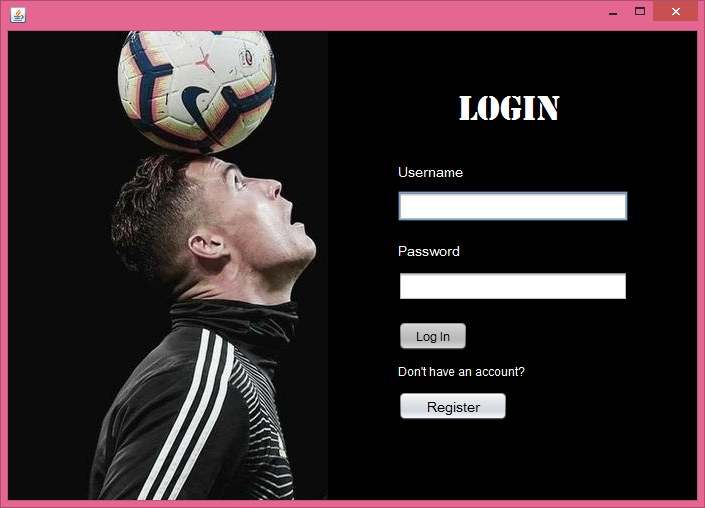 LOGIN
Username
Password
Log In
Don't have an account?
Register